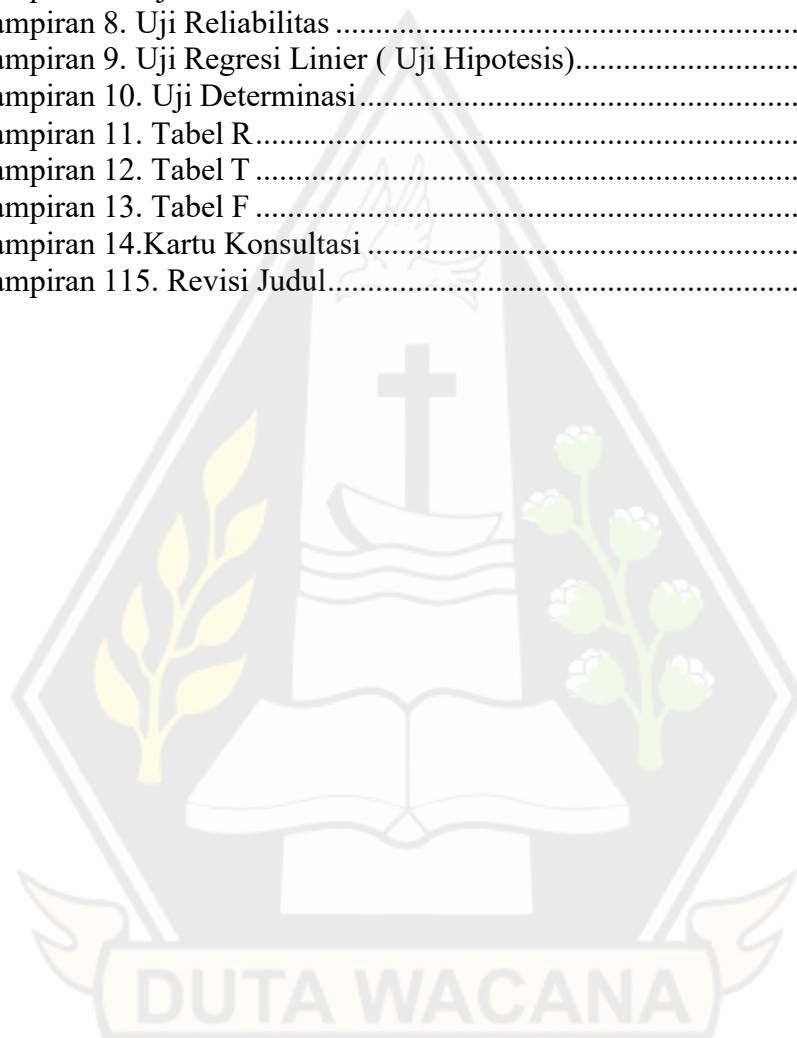 ampiran 8. Uji Reliabilitas ........................................................
ampiran 9. Uji Regresi Linier ( Uji Hipotesis)...........................
ampiran 10. Uji Determinasi.....................................................
ampiran 11. Tabel R..................................................................
ampiran 12. Tabel T ..................................................................
ampiran 13. Tabel F ..................................................................
ampiran 14.Kartu Konsultasi ....................................................
ampiran 115. Revisi Judul.........................................................
DUTA WACANA